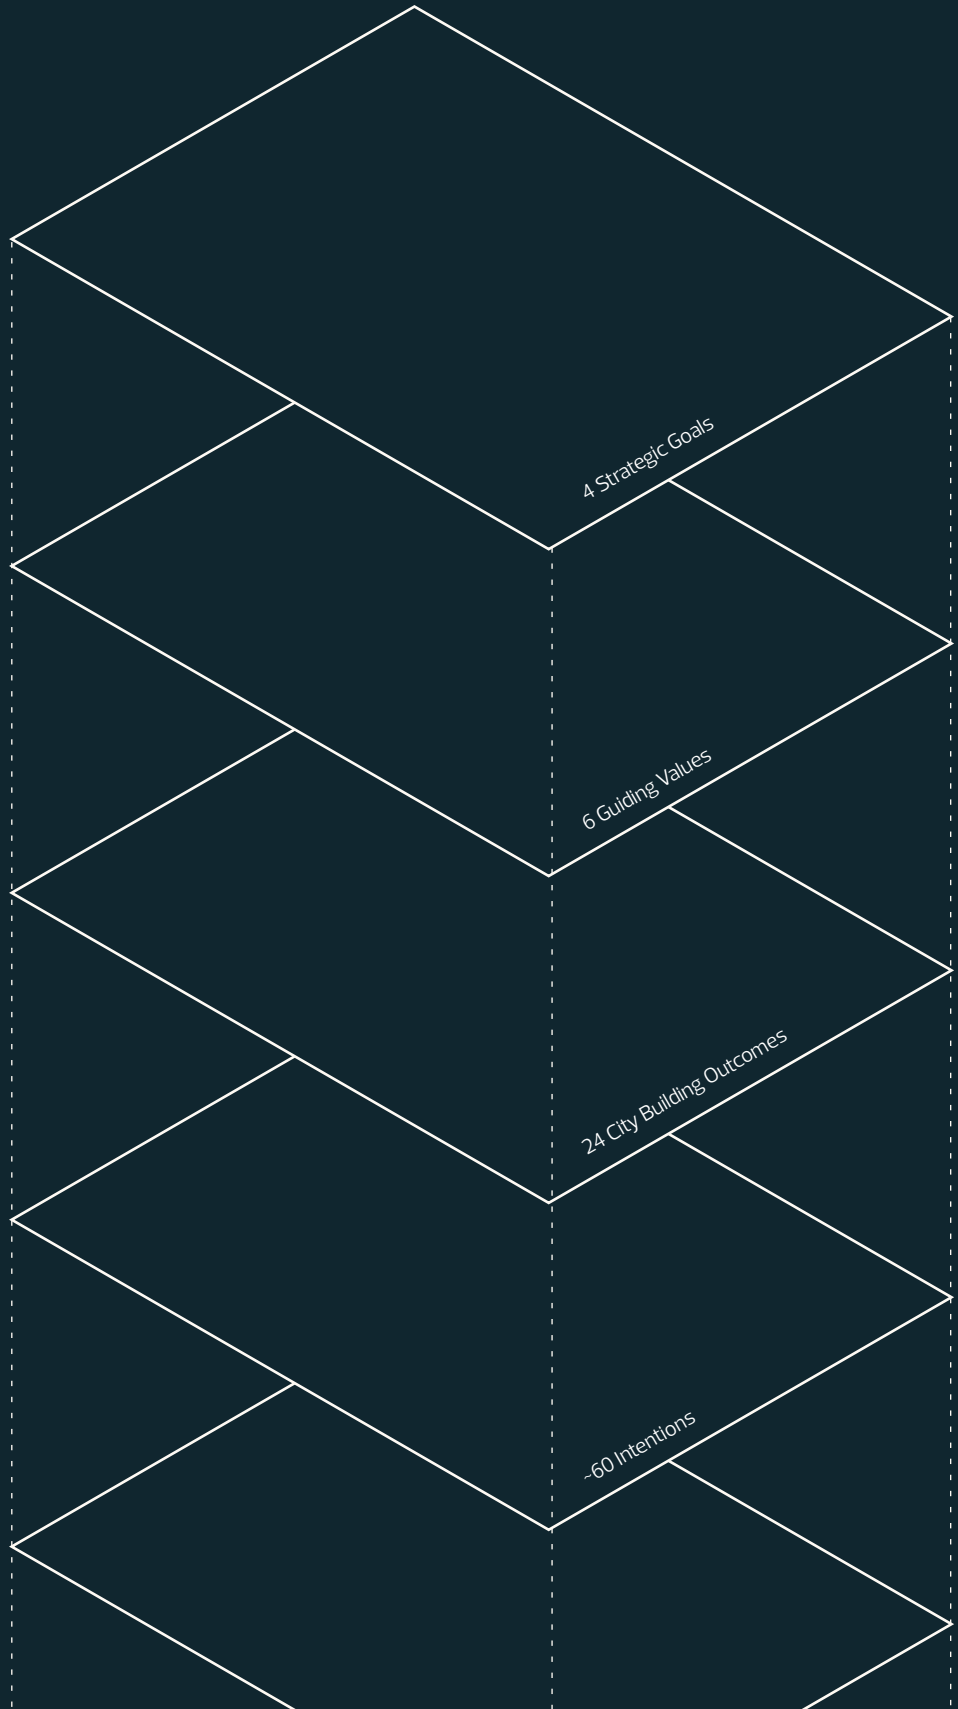 4 Strategic Goals
6 Guiding Values
24 City Building Outcomes
~60 Intentions